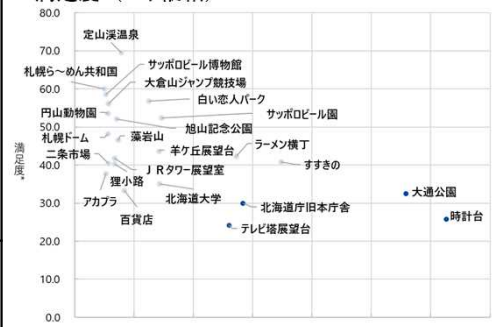 80.0
定山渓温泉
70.0
サッポロビール博物館
札幌ら～めん共和国
大倉山ジャンプ競技場
60.0
白い恋人パーク
円山動物園
サッポロビール園
50.0
旭山記念公園
札幌ドーム
藻岩山
ラーメン横丁
羊ケ丘展望台
二条市場
すすきの
40.0
ＪＲタワー展望室
狸小路
満足度*
アカプラ
北海道大学
大通公園
30.0
百貨店
北海道庁旧本庁舎
時計台
テレビ塔展望台
20.0
10.0
0.0